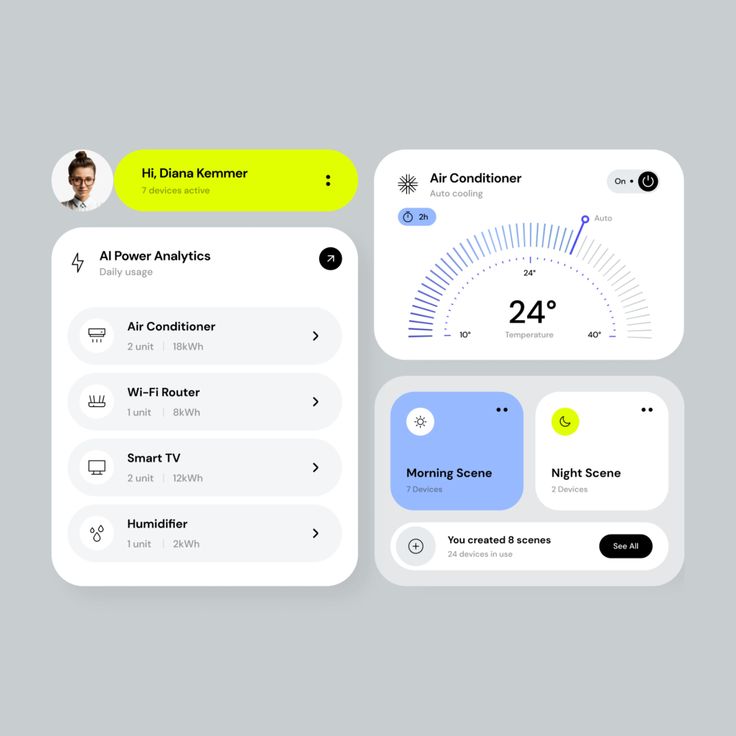 Hi, Diana Kemmer
7 devices active
AI Power Analytics
Daily usage
Air Conditioner
2 unit | 18kWh
Wi-Fi Router
1 unit | 8kWh
Smart TV
2 unit | 12kWh
Humidifier
1 unit | 2kWh
Air Conditioner
Auto cooling
On •
2h
Auto
24°
24°
10°
Temperature
40°
Morning Scene
7 Devices
Night Scene
2 Devices
You created 8 scenes
24 devices in use
See All